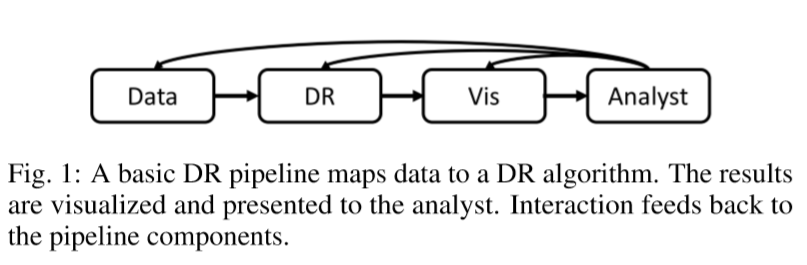 Data
DR
Vis
Analyst
Fig. 1: A basic DR pipeline maps data to a DR algorithm. The results
are visualized and presented to the analyst. Interaction feeds back to
the pipeline components.